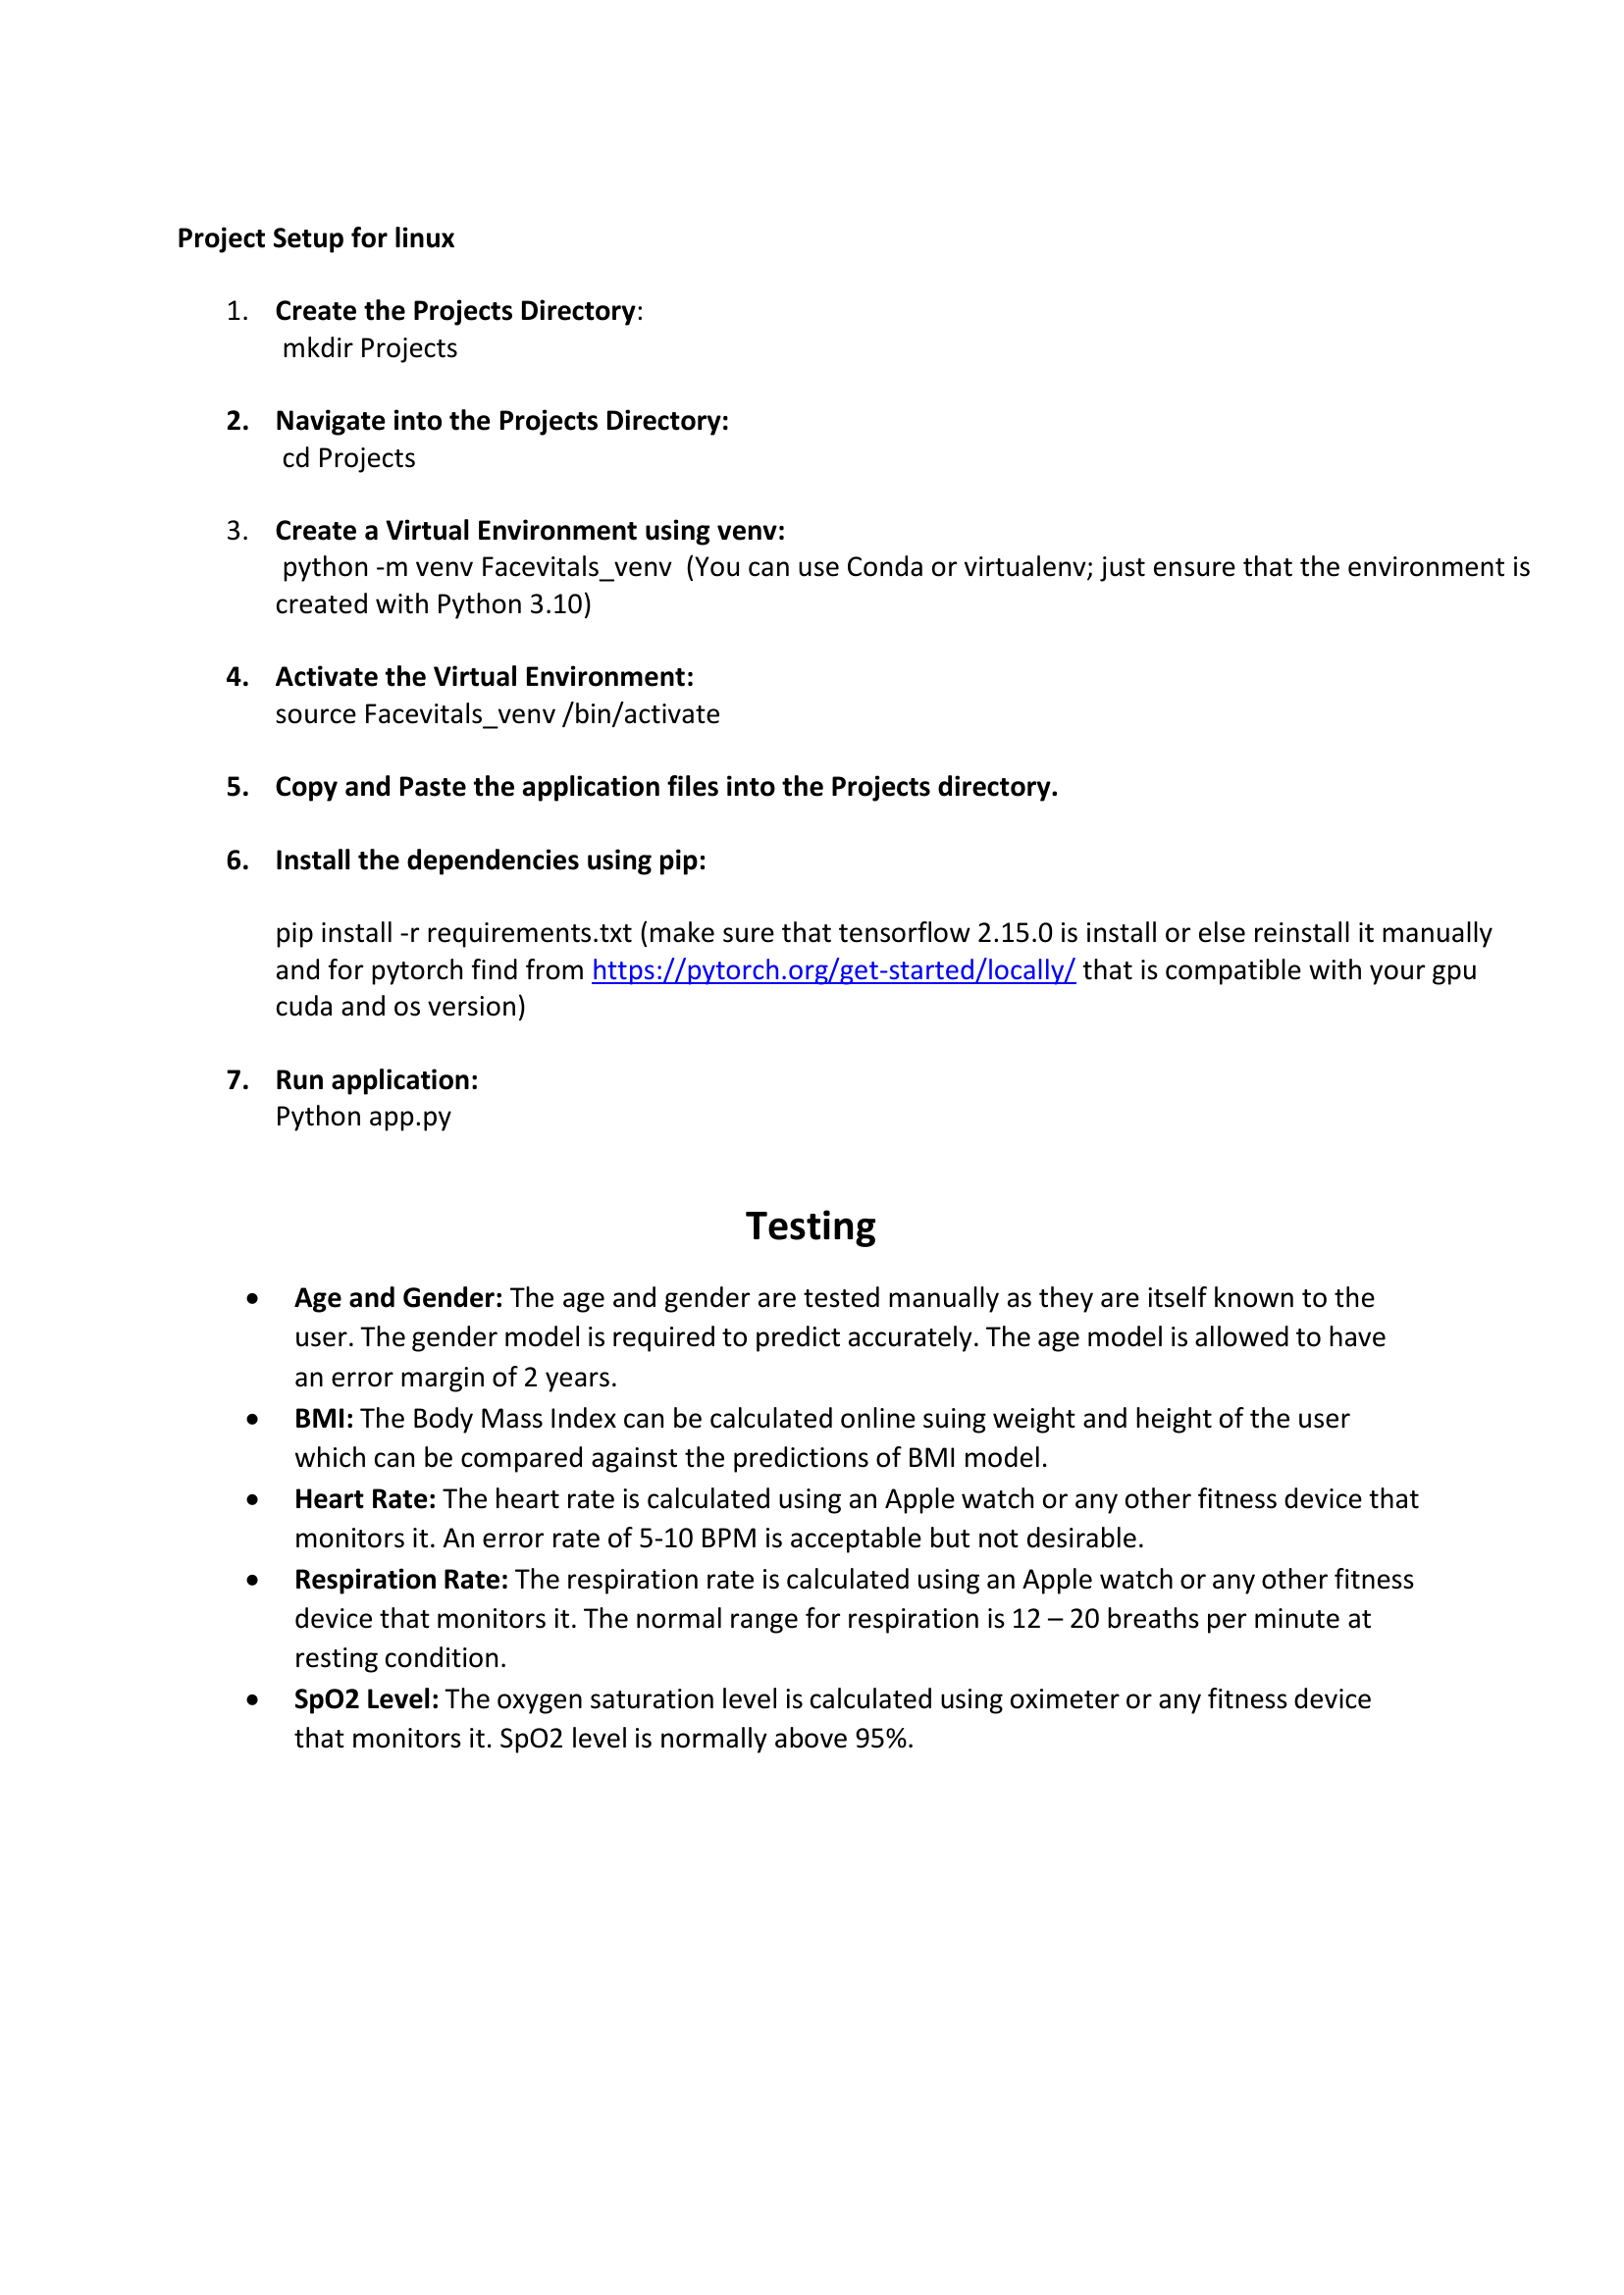 Project Setup for linux
1. Create the Projects Directory:
mkdir Projects
2. Navigate into the Projects Directory:
cd Projects
3. Create a Virtual Environment using venv:
python -m venv Facevitals_venv (You can use Conda or virtualenv; just ensure that the environment is
created with Python 3.10)
4. Activate the Virtual Environment:
source Facevitals_venv /bin/activate
5. Copy and Paste the application files into the Projects directory.
6. Install the dependencies using pip:
pip install -r requirements.txt (make sure that tensorflow 2.15.0 is install or else reinstall it manually
and for pytorch find from https://pytorch.org/get-started/locally/ that is compatible with your gpu
cuda and os version)
7. Run application:
Python app.py
Testing
• Age and Gender: The age and gender are tested manually as they are itself known to the
user. The gender model is required to predict accurately. The age model is allowed to have
an error margin of 2 years.
• BMI: The Body Mass Index can be calculated online suing weight and height of the user
which can be compared against the predictions of BMI model.
• Heart Rate: The heart rate is calculated using an Apple watch or any other fitness device that
monitors it. An error rate of 5-10 BPM is acceptable but not desirable.
• Respiration Rate: The respiration rate is calculated using an Apple watch or any other fitness
device that monitors it. The normal range for respiration is 12 – 20 breaths per minute at
resting condition.
• SpO2 Level: The oxygen saturation level is calculated using oximeter or any fitness device
that monitors it. SpO2 level is normally above 95%.